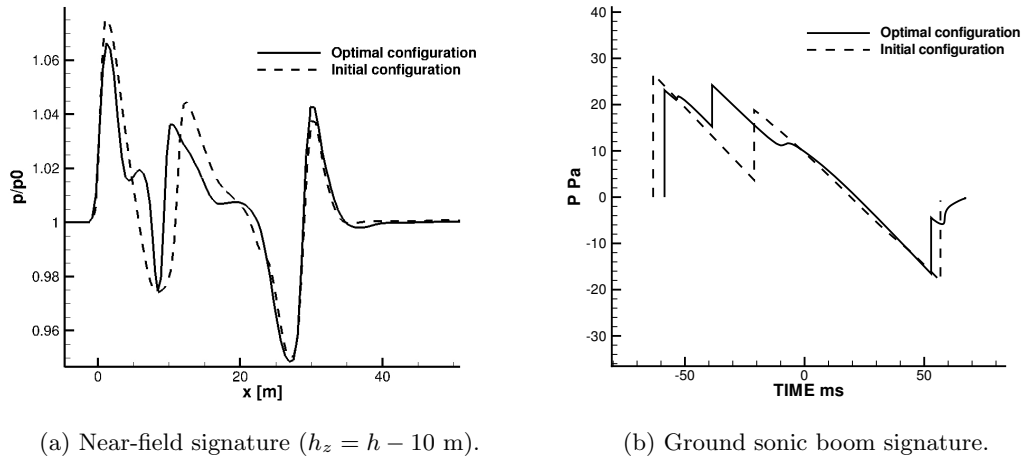 p/p0
1.06
1.04
1.02
1
0.98
0.96
0
20
40
x [m]
Optimal configuration
Initial configuration
(a) Near-field signature (h_z = h − 10 m).
P Pa
40
30
20
10
0
-10
-20
-30
-50
0
50
TIME ms
Optimal configuration
Initial configuration
(b) Ground sonic boom signature.